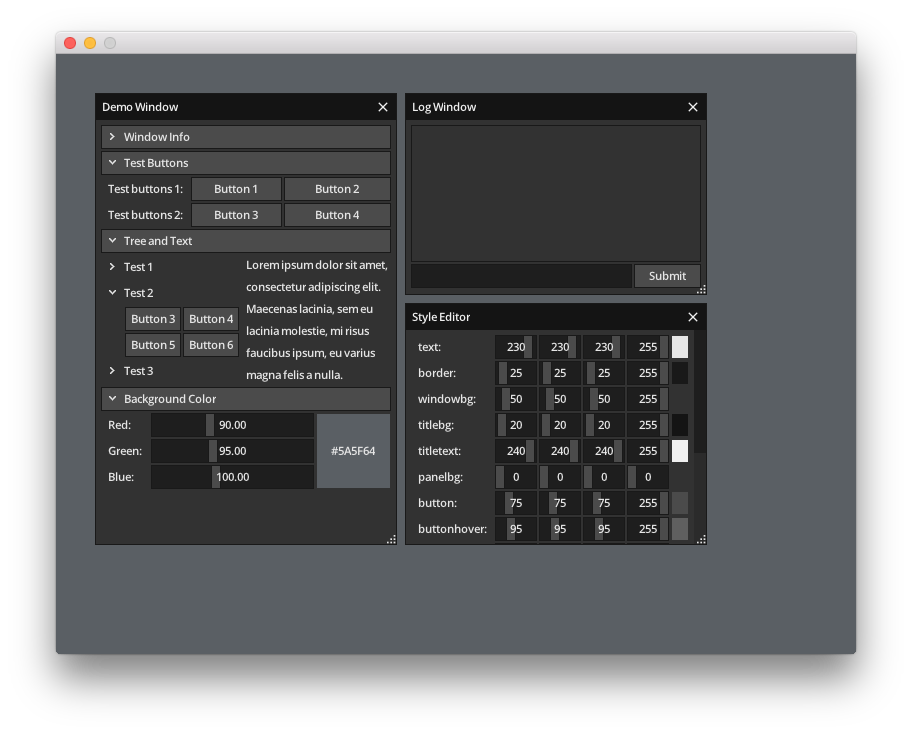 Demo Window
Window Info
Test Buttons
Test buttons 1: Button 1 Button 2
Test buttons 2: Button 3 Button 4
Tree and Text
Test 1
Test 2
Button 3 Button 4
Button 5 Button 6
Test 3
Lorem ipsum dolor sit amet,
consectetur adipiscing elit.
Maecenas lacinia, sem eu
lacinia molestie, mi risus
faucibus ipsum, eu varius
magna felis a nulla.
Background Color
Red: 90.00
Green: 95.00
Blue: 100.00
#5A5F64
Log Window
Submit
Style Editor
text: 230 230 230 255
border: 25 25 25 255
windowbg: 50 50 50 255
titlebg: 20 20 20 255
titletext: 240 240 240 255
panelbg: 0 0 0 0
button: 75 75 75 255
buttonhover: 95 95 95 255